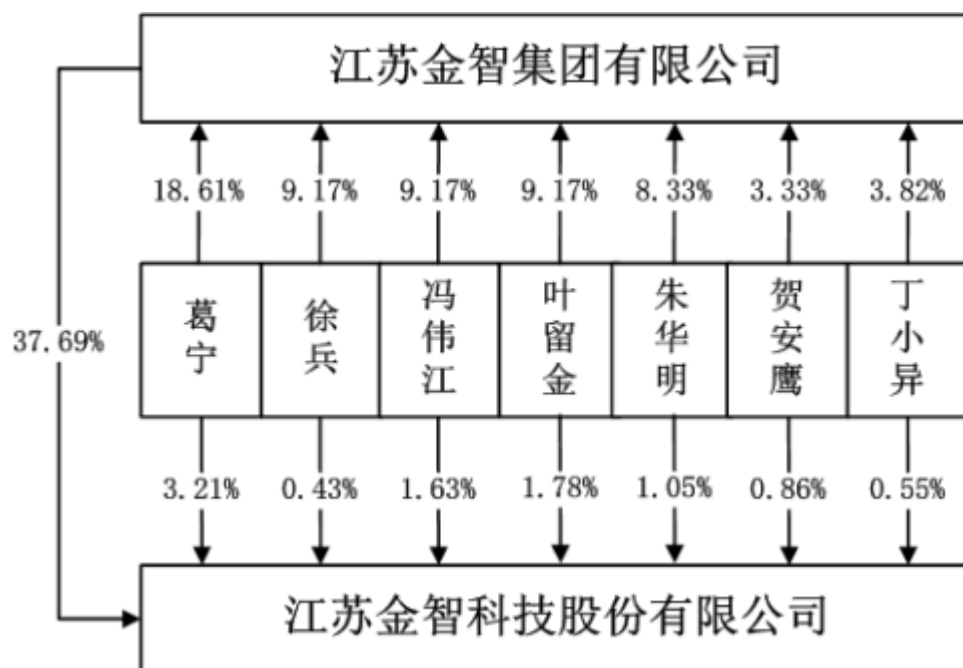 江苏金智集团有限公司
18.61% 9.17% 9.17% 9.17% 8.33% 3.33% 3.82%
葛宁 徐兵 冯伟江 叶留金 朱华明 贺安鹰 丁小异
37.69%
3.21% 0.43% 1.63% 1.78% 1.05% 0.86% 0.55%
江苏金智科技股份有限公司